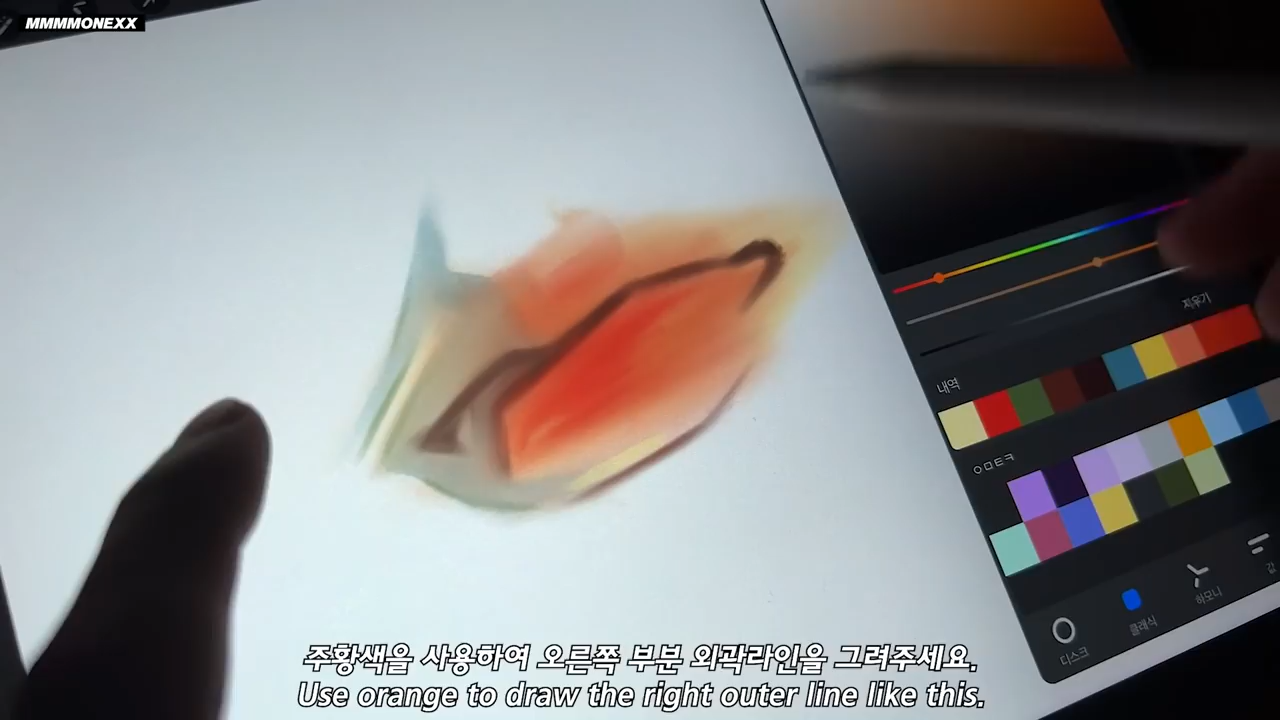 MMMMONEXX
지우기
내역
ㅇㅁㅌㅋ
디스크
클래식
하모니
값
주황색을 사용하여 오른쪽 부분 외곽라인을 그려주세요.
Use orange to draw the right outer line like this.